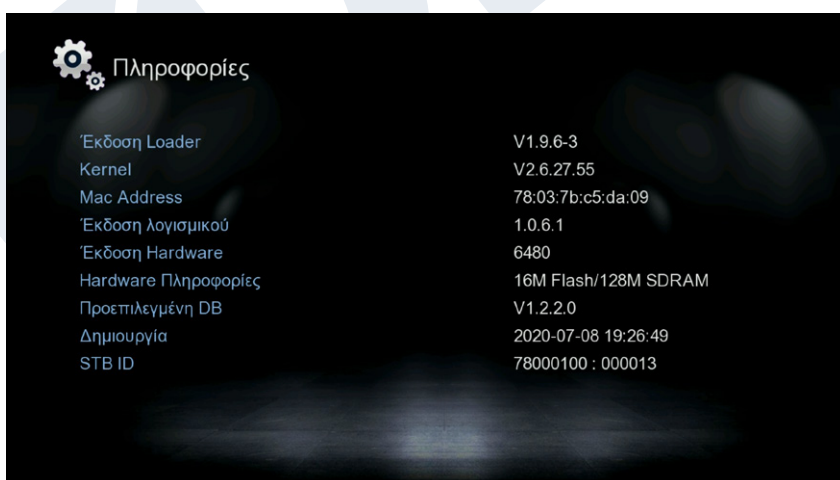 Πληροφορίες
Έκδοση Loader V1.9.6-3
Kernel V2.6.27.55
Mac Address 78:03:7b:c5:da:09
Έκδοση λογισμικού 1.0.6.1
Έκδοση Hardware 6480
Hardware Πληροφορίες 16M Flash/128M SDRAM
Προεπιλεγμένη DB V1.2.2.0
Δημιουργία 2020-07-08 19:26:49
STB ID 78000100 : 000013